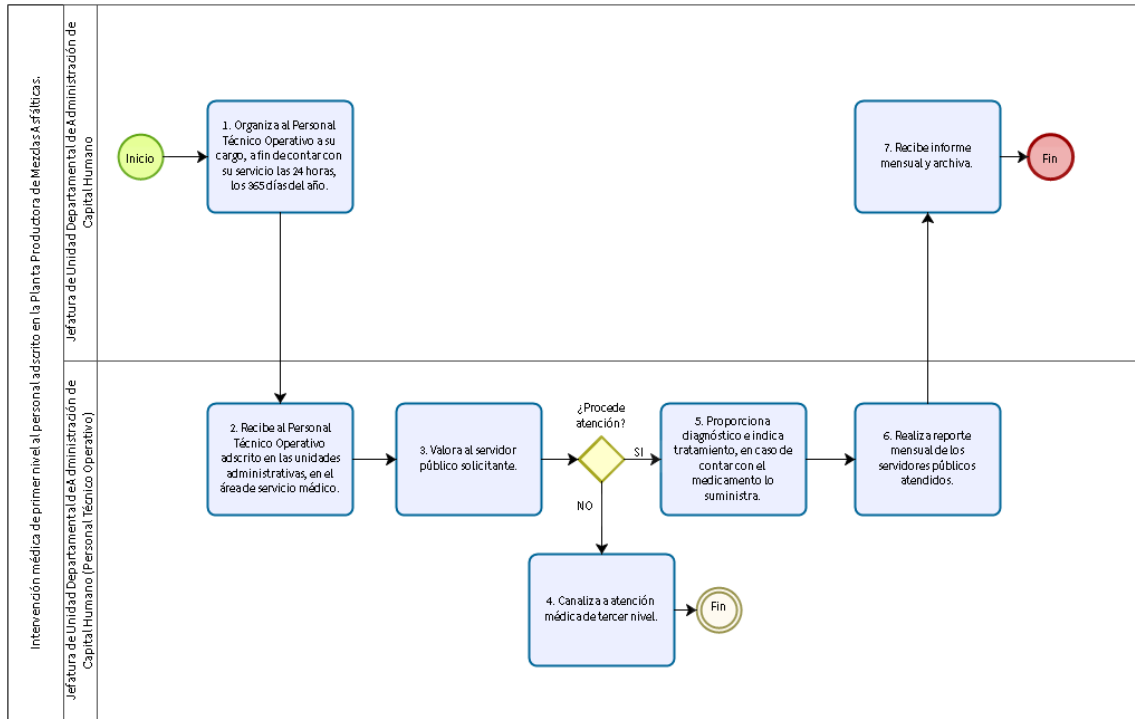 Intervención médica de primer nivel al personal adscrito en la Planta Productora de Mezclas Asfálticas.
Jefatura de Unidad Departamental de Administración de
Capital Humano
Inicio
1. Organiza al Personal
Técnico Operativo a su
cargo, a fin de contar con
su servicio las 24 horas,
los 365 días del año.
7. Recibe informe
mensual y archiva.
Fin
Jefatura de Unidad Departamental de Administración de
Capital Humano (Personal Técnico Operativo)
2. Recibe al Personal
Técnico Operativo
adscrito en las unidades
administrativas, en el
área de servicio médico.
3. Valora al servidor
público solicitante.
¿Procede
atención?
SI
NO
5. Proporciona
diagnóstico e indica
tratamiento, en caso de
contar con el
medicamento lo
suministra.
6. Realiza reporte
mensual de los
servidores públicos
atendidos.
4. Canaliza a atención
médica de tercer nivel.
Fin